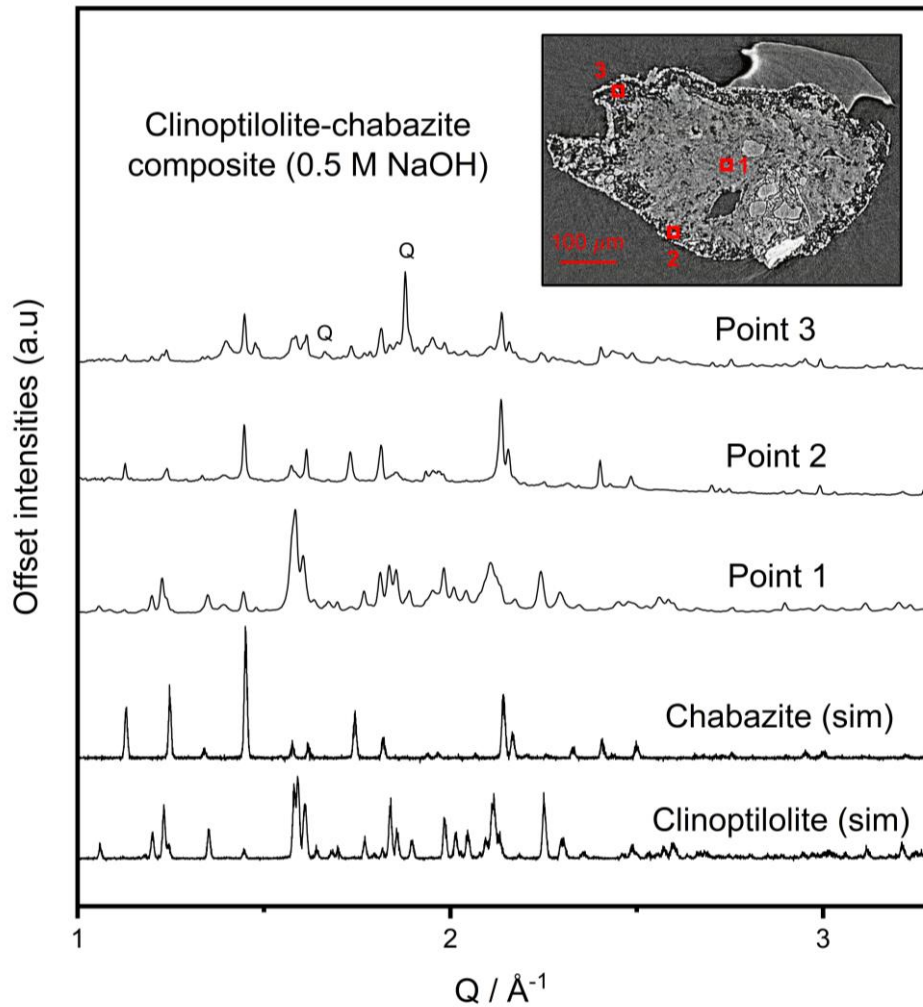 Clinoptilolite-chabazite
composite (0.5 M NaOH)
3
1
2
100 μm
Q
Q
Point 3
Point 2
Point 1
Chabazite (sim)
Clinoptilolite (sim)
Offset intensities (a.u)
1
2
3
Q / Å⁻¹